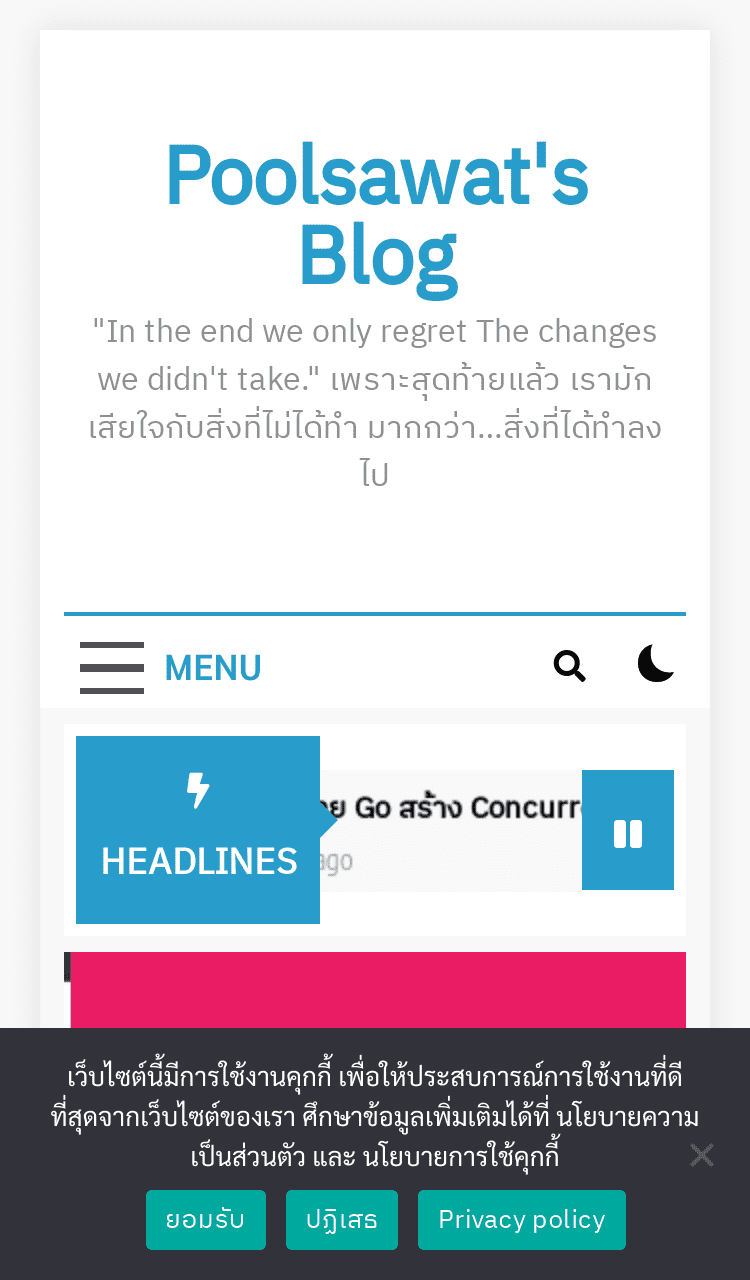 Poolsawat's
Blog
"In the end we only regret The changes
we didn't take." เพราะสุดท้ายแล้ว เรามัก
เสียใจกับสิ่งที่ไม่ได้ทำ มากกว่า...สิ่งที่ได้ทำลง
ไป
MENU
HEADLINES
Go สร้าง
ago
เว็บไซต์นี้มีการใช้งานคุกกี้ เพื่อให้ประสบการณ์การใช้งานที่ดี
ที่สุดจากเว็บไซต์ของเรา ศึกษาข้อมูลเพิ่มเติมได้ที่ นโยบายความ
เป็นส่วนตัว และ นโยบายการใช้คุกกี้
ยอมรับ
ปฏิเสธ
Privacy policy